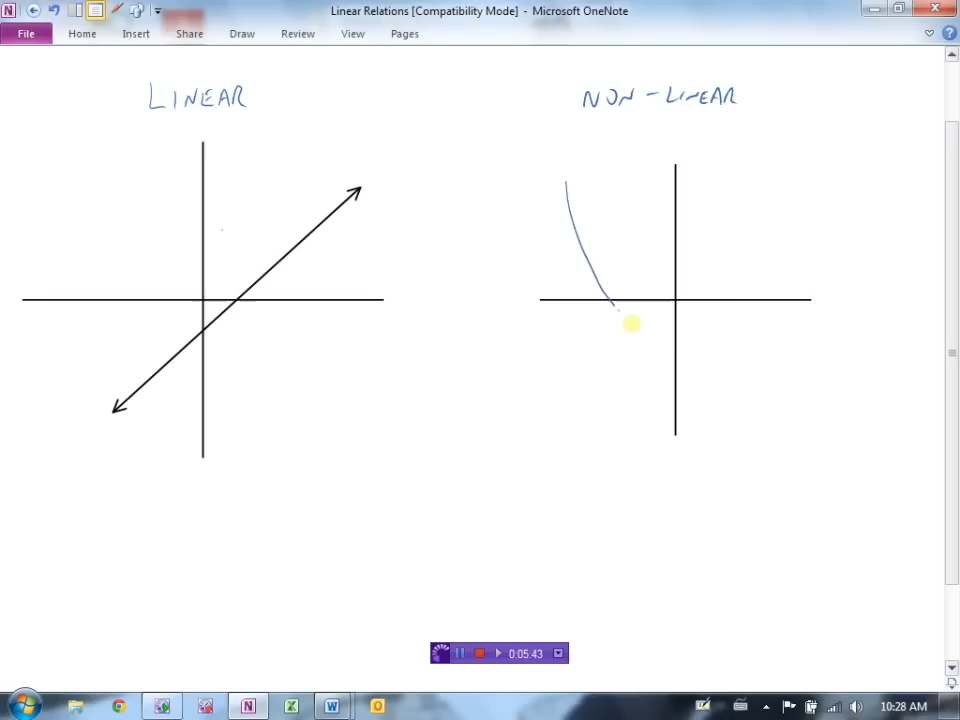 Linear Relations [Compatibility Mode] - Microsoft OneNote
File Home Insert Share Draw Review View Pages
LINEAR
NON-LINEAR
0:05:43
10:28 AM